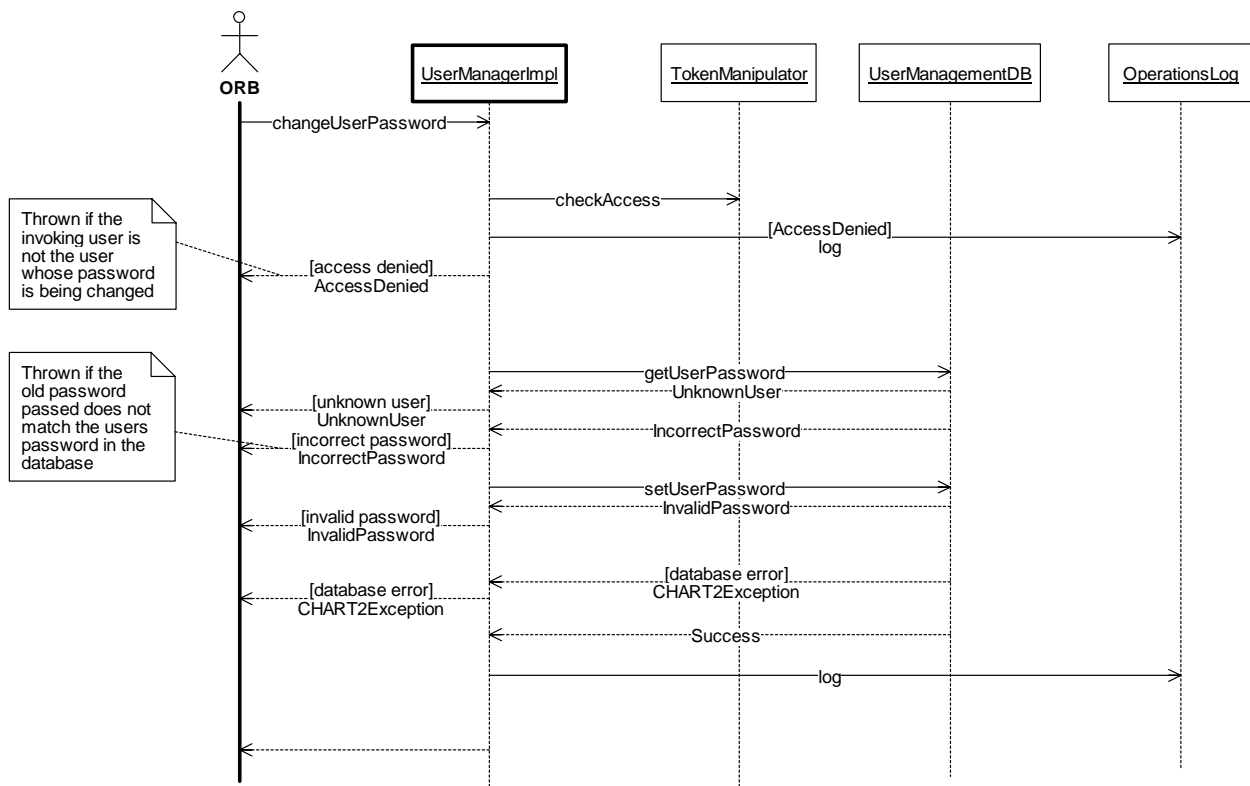 ORB
UserManagerImpl
TokenManipulator
UserManagementDB
OperationsLog
changeUserPassword
checkAccess
Thrown if the
invoking user is
not the user
whose password
is being changed
[AccessDenied]
log
[access denied]
AccessDenied
Thrown if the
old password
passed does not
match the users
password in the
database
getUserPassword
UnknownUser
[unknown user]
UnknownUser
IncorrectPassword
[incorrect password]
IncorrectPassword
setUserPassword
InvalidPassword
[invalid password]
InvalidPassword
[database error]
CHART2Exception
[database error]
CHART2Exception
Success
log